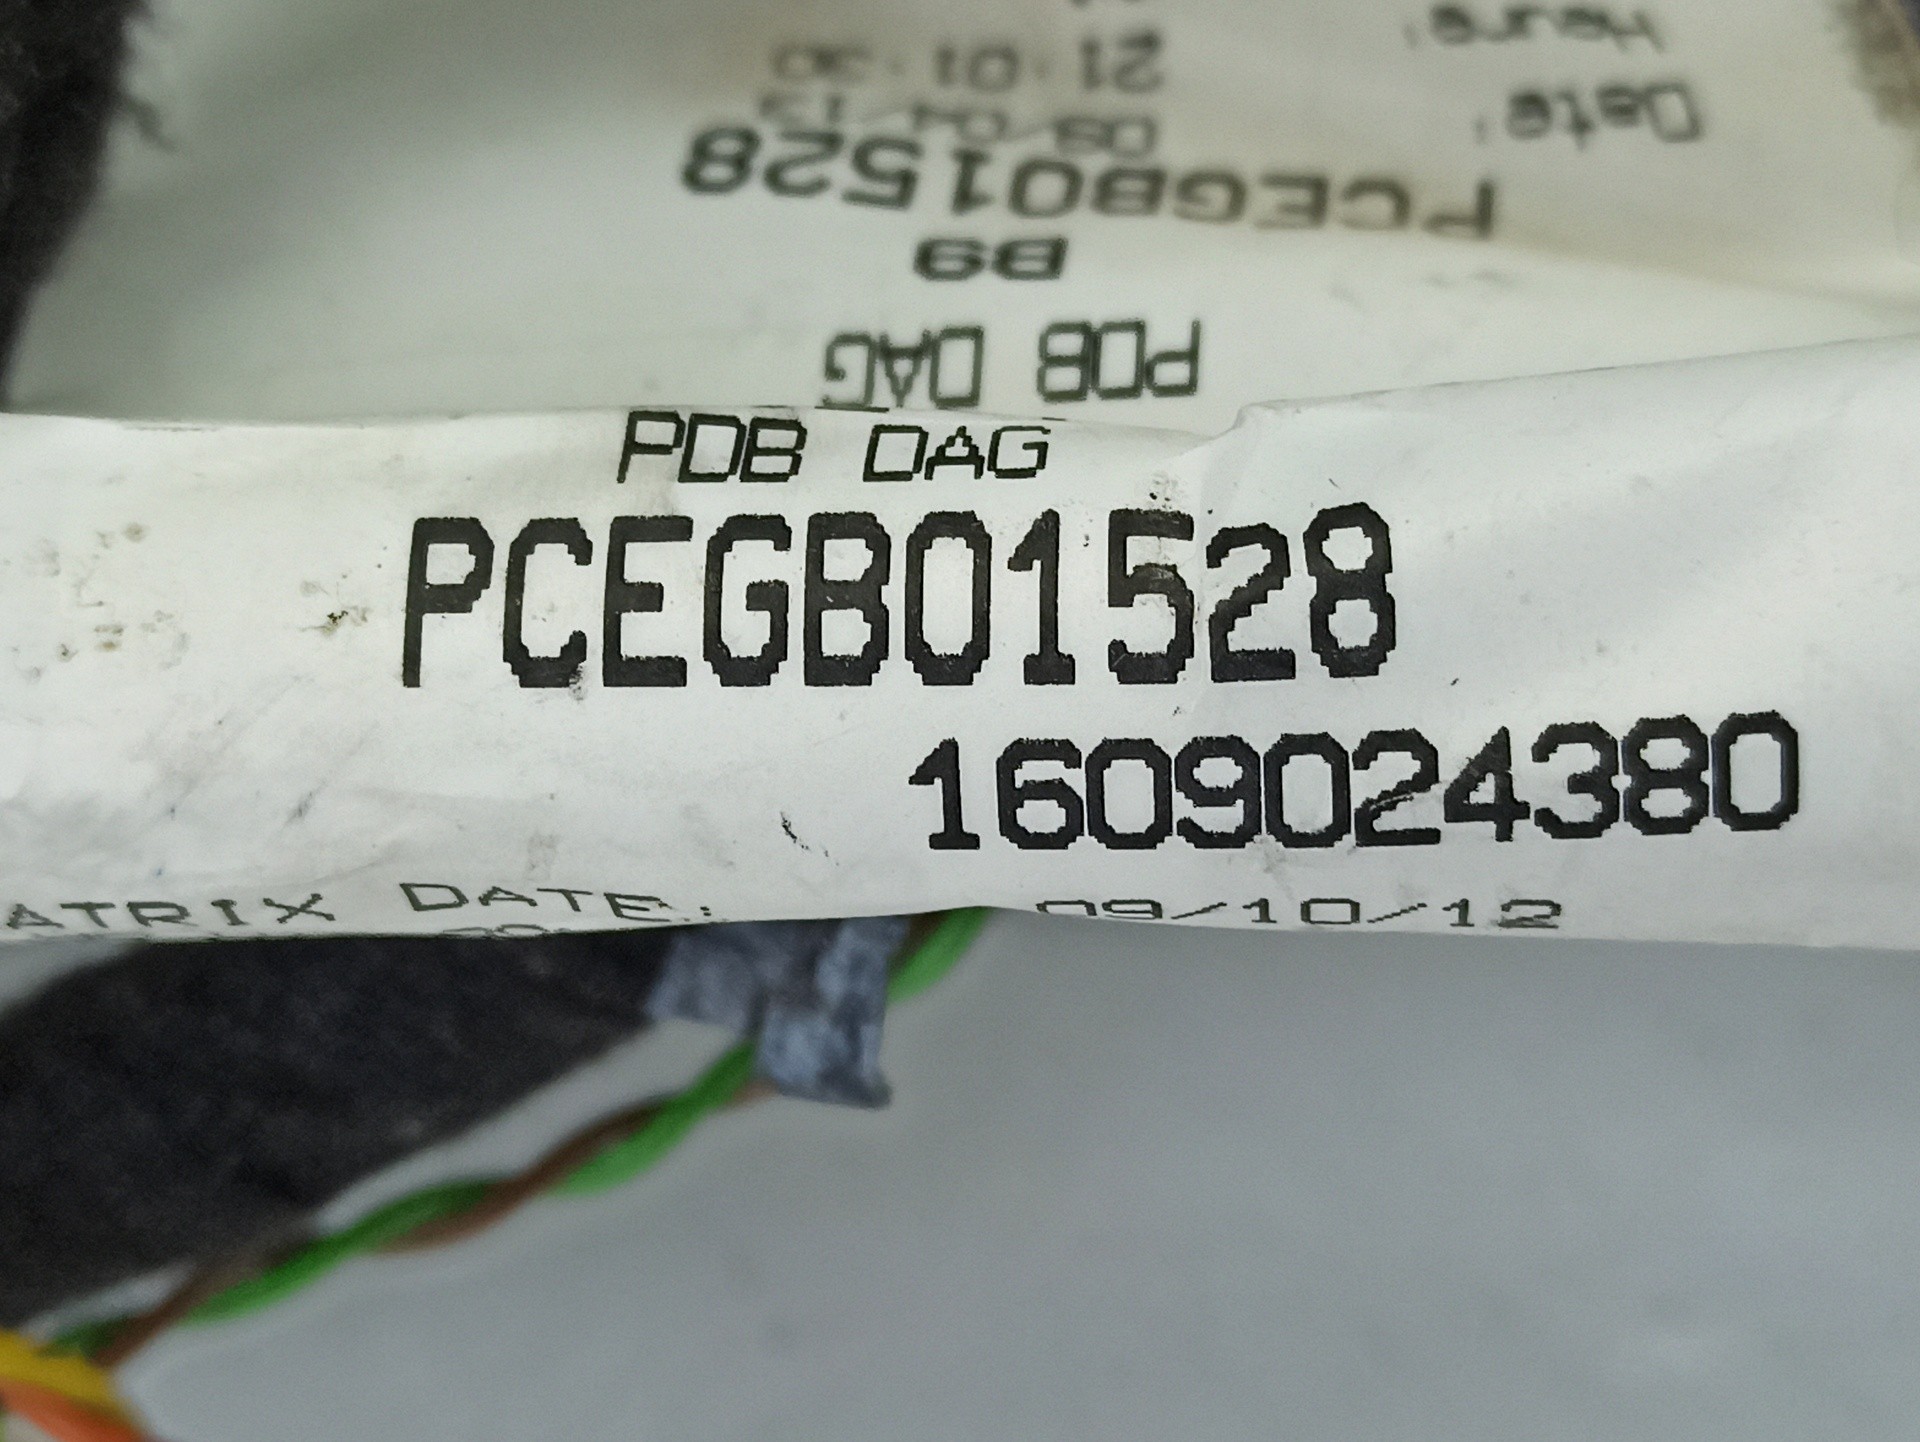 Heure:
21:01:30
Date:
09/04/13
PCEGB01528
B9
PDB DAG
PDB DAG
PCEGB01528
1609024380
ATRIX DATE: 09/10/12